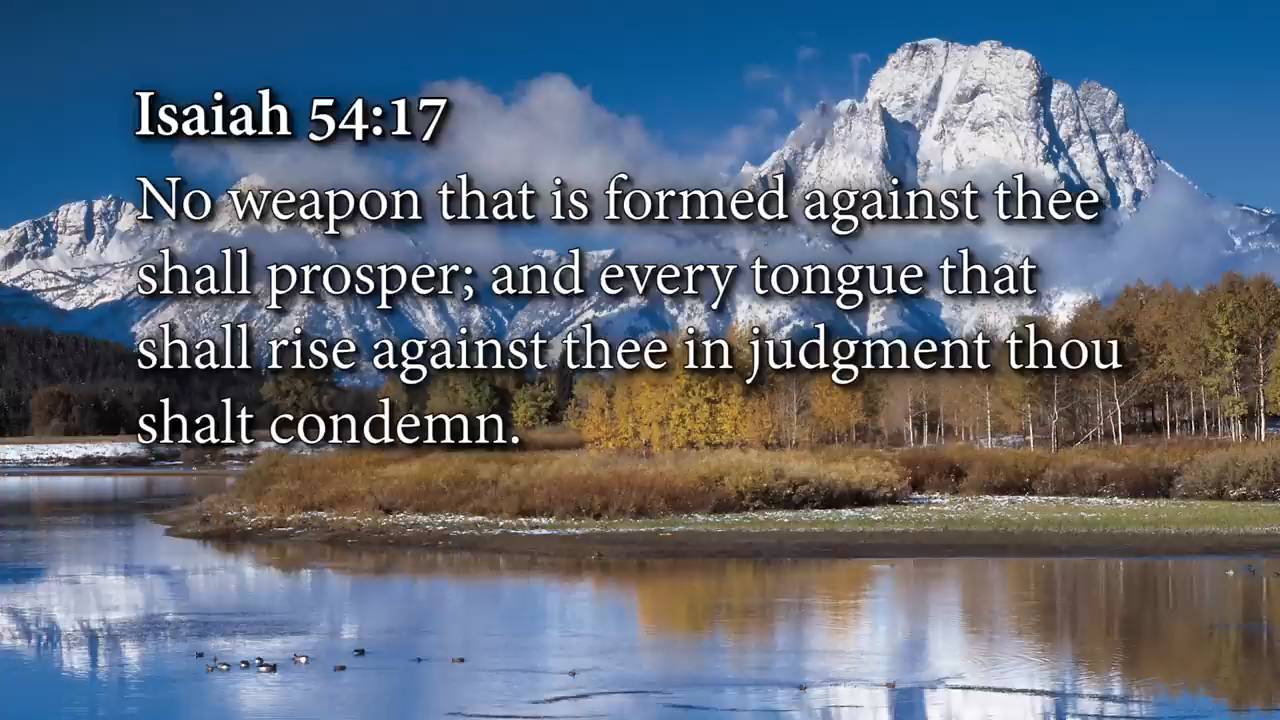 Isaiah 54:17
No weapon that is formed against thee
shall prosper; and every tongue that
shall rise against thee in judgment thou
shalt condemn.